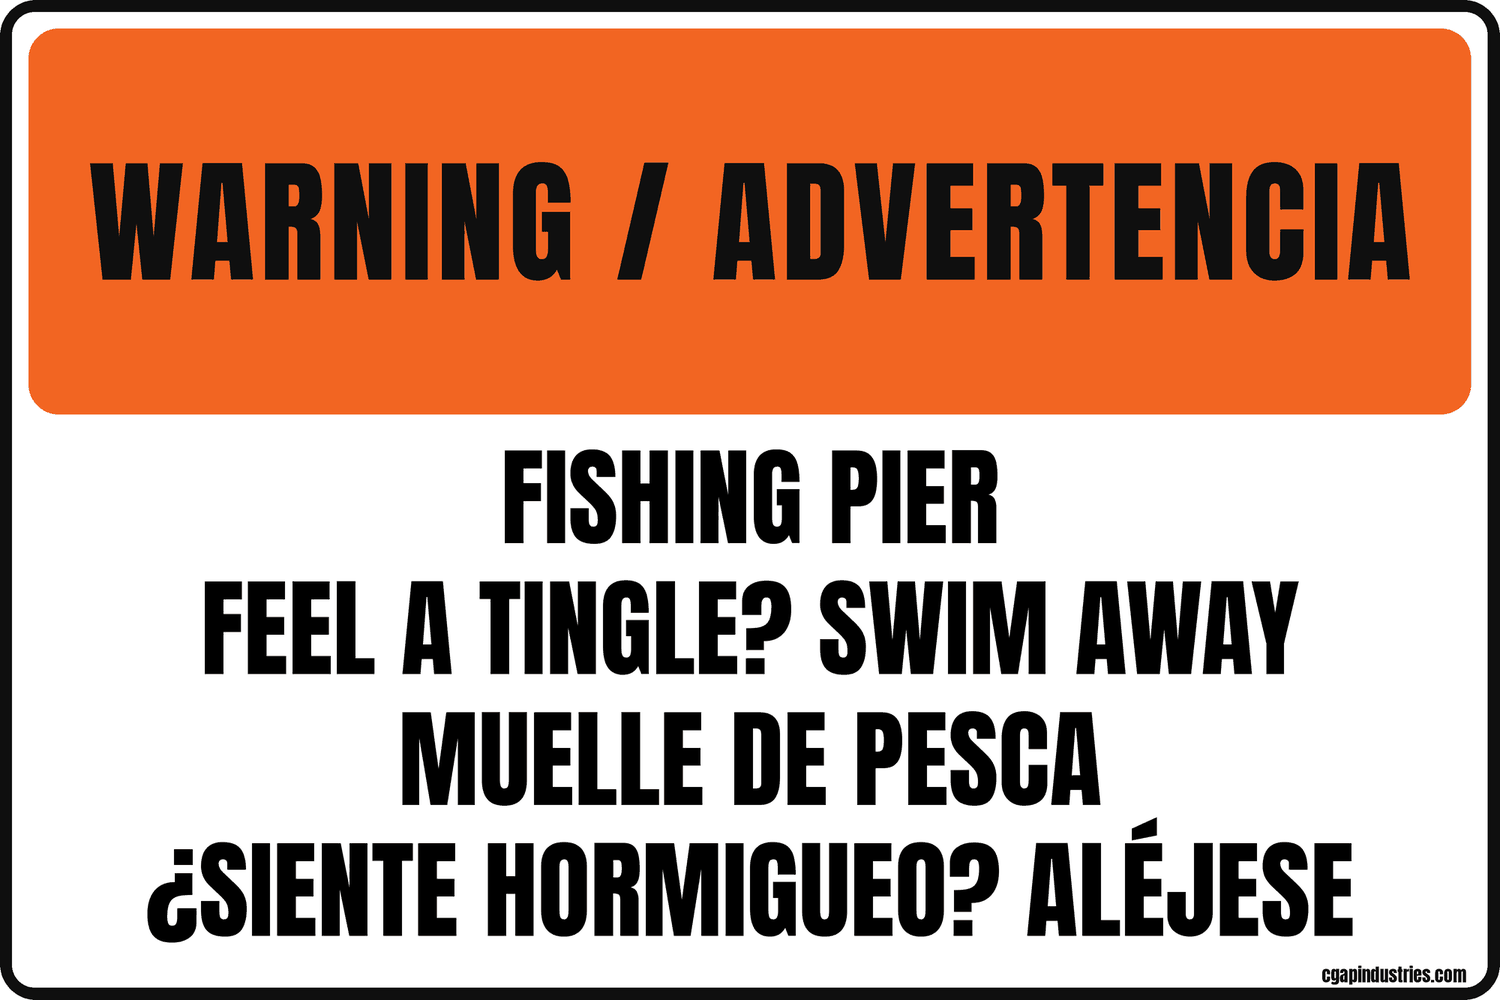 WARNING / ADVERTENCIA
FISHING PIER
FEEL A TINGLE? SWIM AWAY
MUELLE DE PESCA
¿SIENTE HORMIGUEO? ALÉJESE
cgapindustries.com